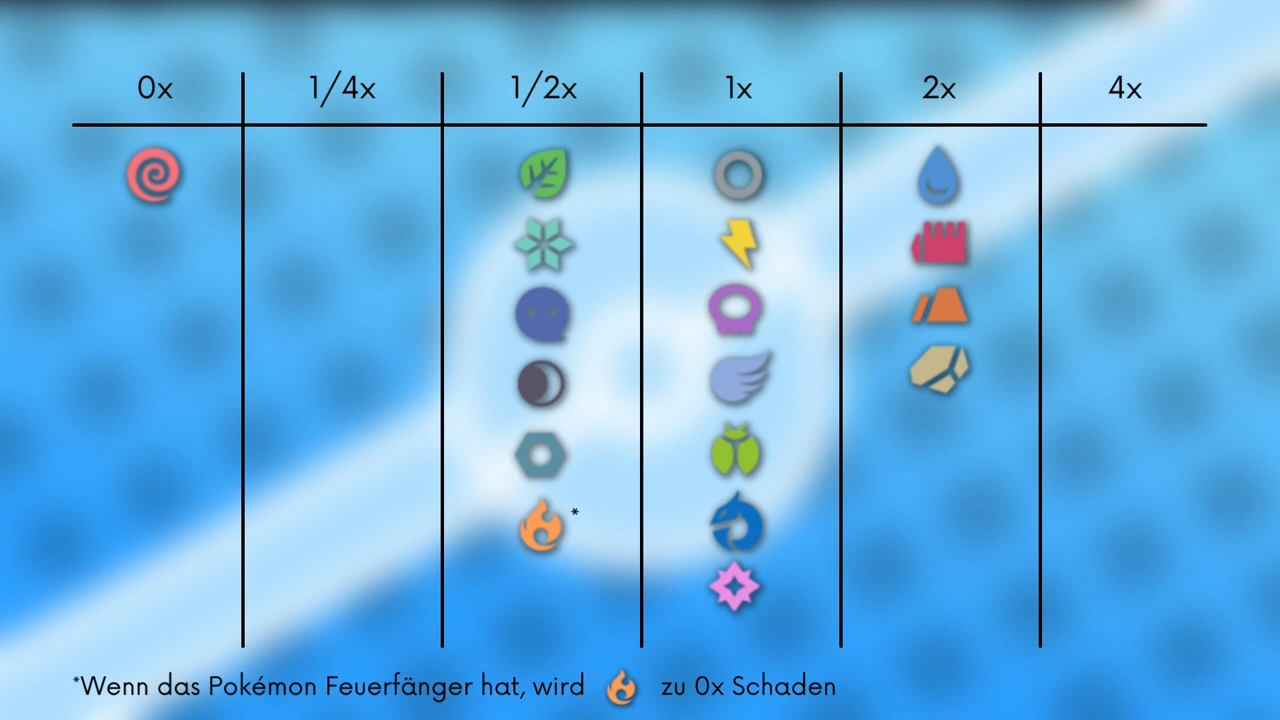 0x 1/4x 1/2x 1x 2x 4x
*
*Wenn das Pokémon Feuerfänger hat, wird zu 0x Schaden